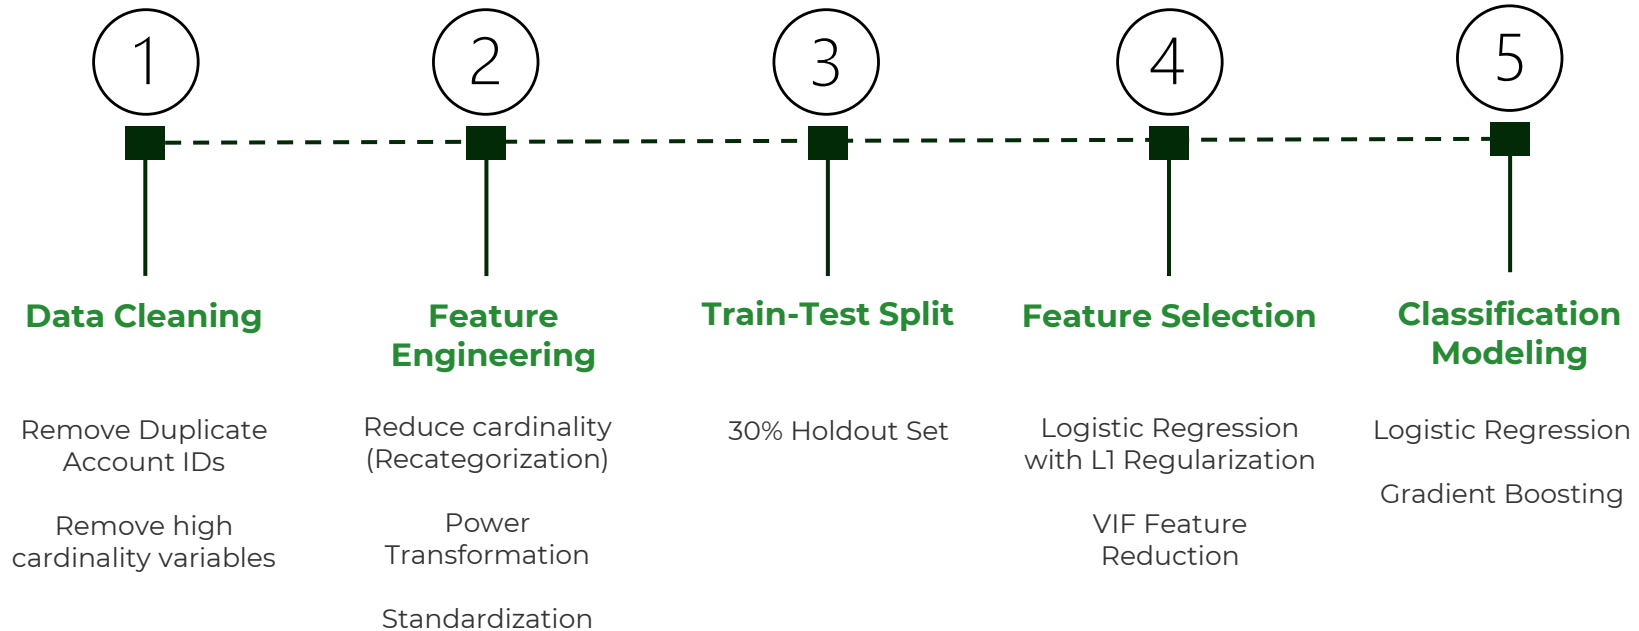 1
2
3
4
5
Data Cleaning
Remove Duplicate
Account IDs
Remove high
cardinality variables
Feature
Engineering
Reduce cardinality
(Recategorization)
Power
Transformation
Standardization
Train-Test Split
30% Holdout Set
Feature Selection
Logistic Regression
with L1 Regularization
VIF Feature
Reduction
Classification
Modeling
Logistic Regression
Gradient Boosting